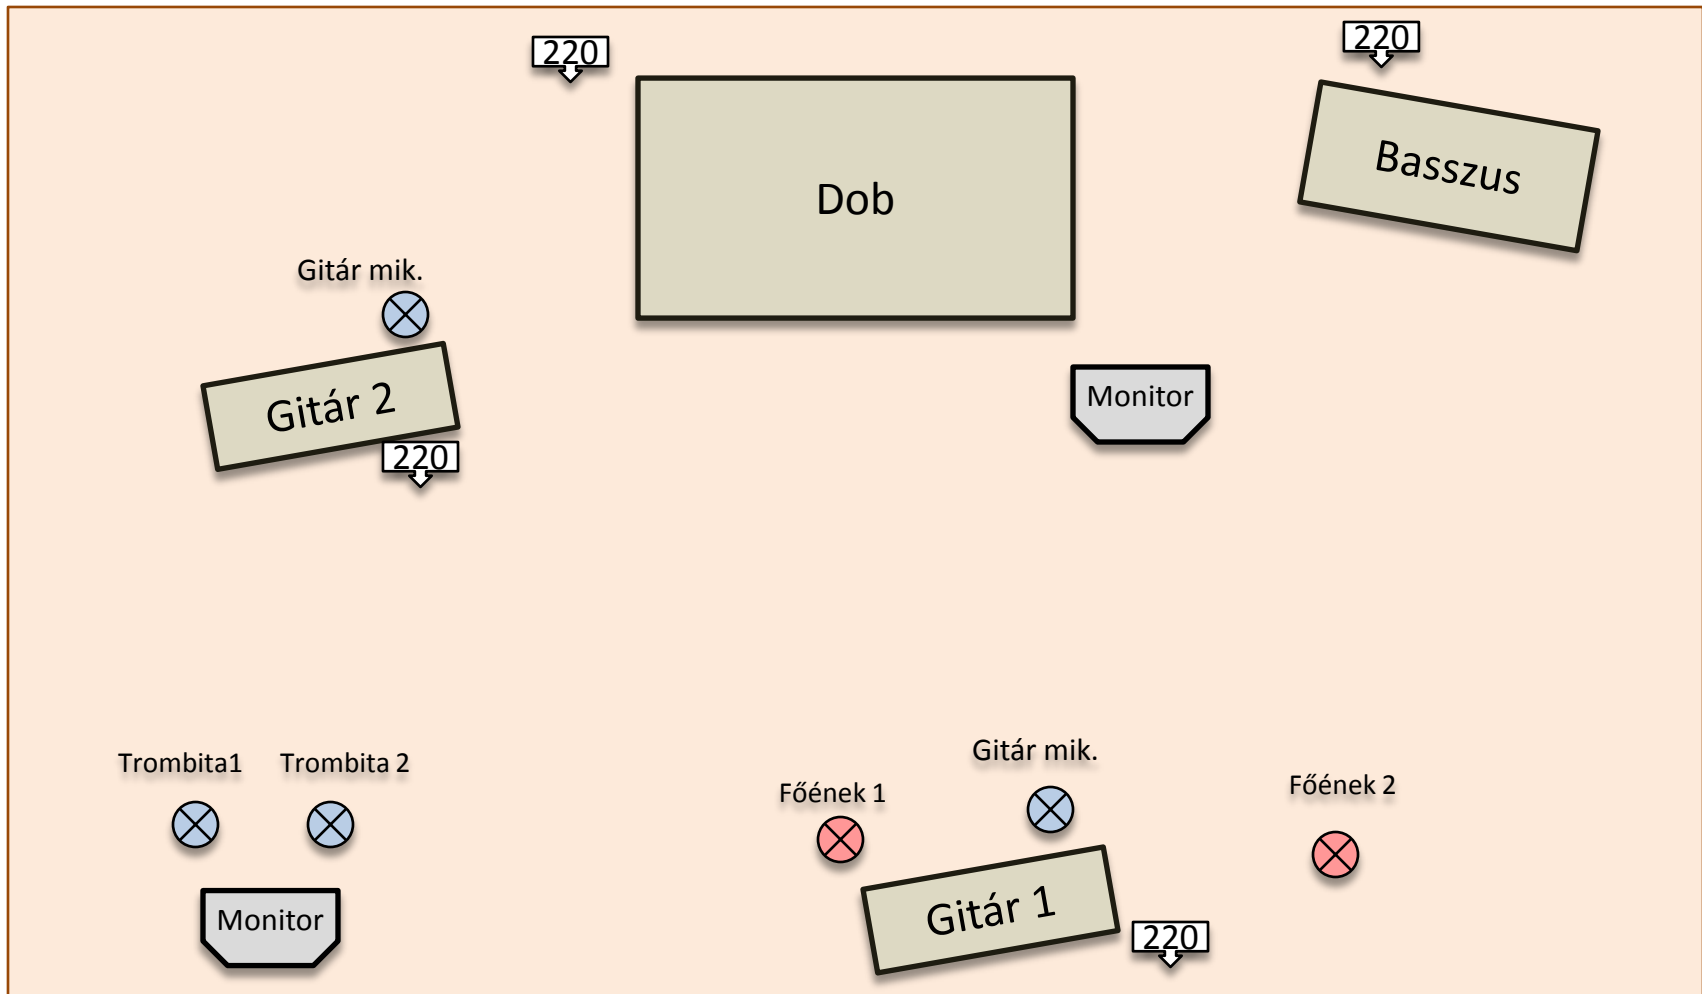 220
220
Dob
Basszus
Gitár mik.
Gitár 2
220
Monitor
Trombita1
Trombita 2
Gitár mik.
Főének 1
Főének 2
Monitor
Gitár 1
220